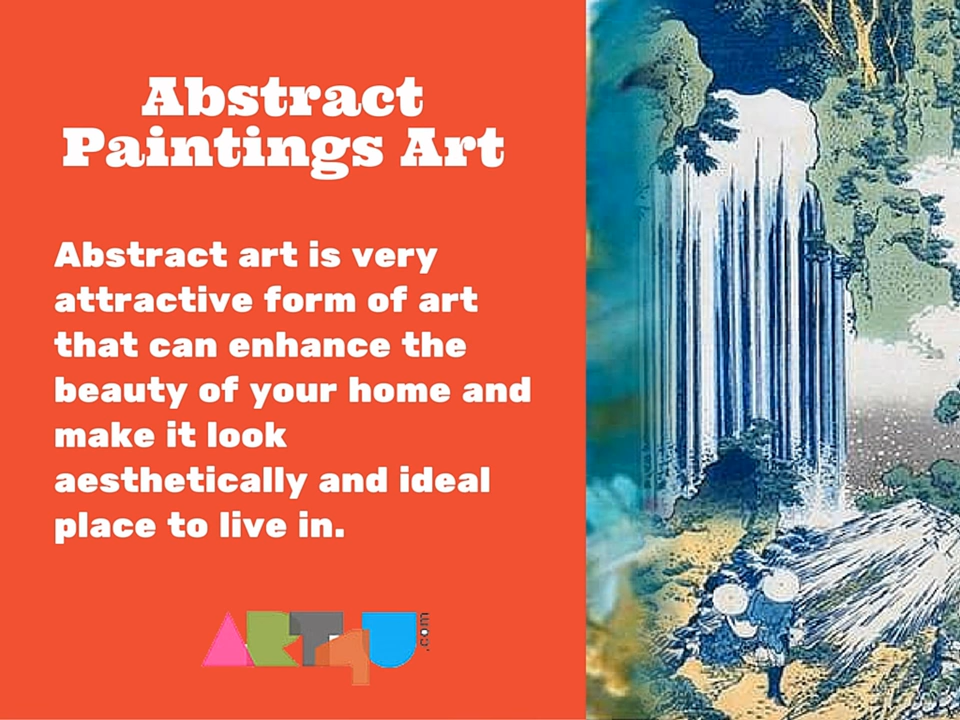 Abstract
Paintings Art
Abstract art is very
attractive form of art
that can enhance the
beauty of your home and
make it look
aesthetically and ideal
place to live in.
ART4U.com